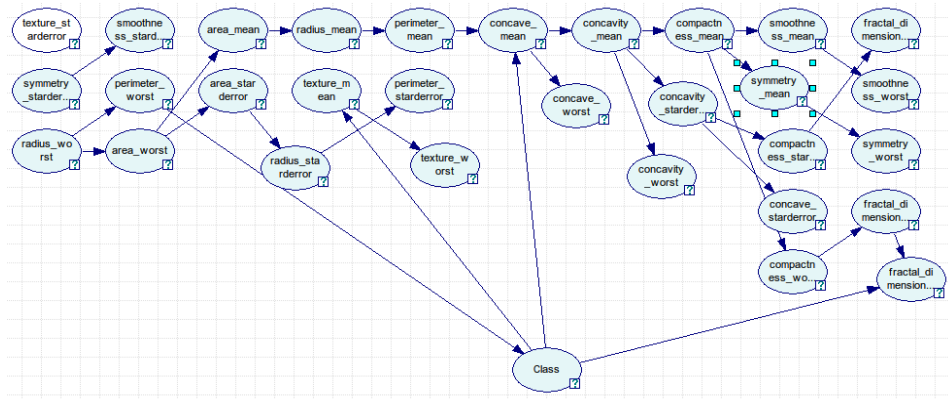 texture_st
arderror
?
smoothne
ss_stard...
?
area_mean
?
radius_mean
?
perimeter_
mean
?
concave_
mean
?
concavity
_mean
?
compactn
ess_mean
?
smoothne
ss_mean
?
fractal_di
mension...
?
symmetry
_starder...
?
perimeter_
worst
?
area_star
derror
?
texture_m
ean
?
perimeter_
starderror
?
concave_
worst
?
concavity
_starder...
?
symmetry
_mean
?
smoothne
ss_worst
?
radius_wo
rst
?
area_worst
?
radius_sta
rderror
?
texture_w
orst
?
concavity
_worst
?
compactn
ess_star...
?
symmetry
_worst
?
concave_
starderror
?
fractal_di
mension...
?
compactn
ess_wo...
?
fractal_di
mension...
?
Class
?